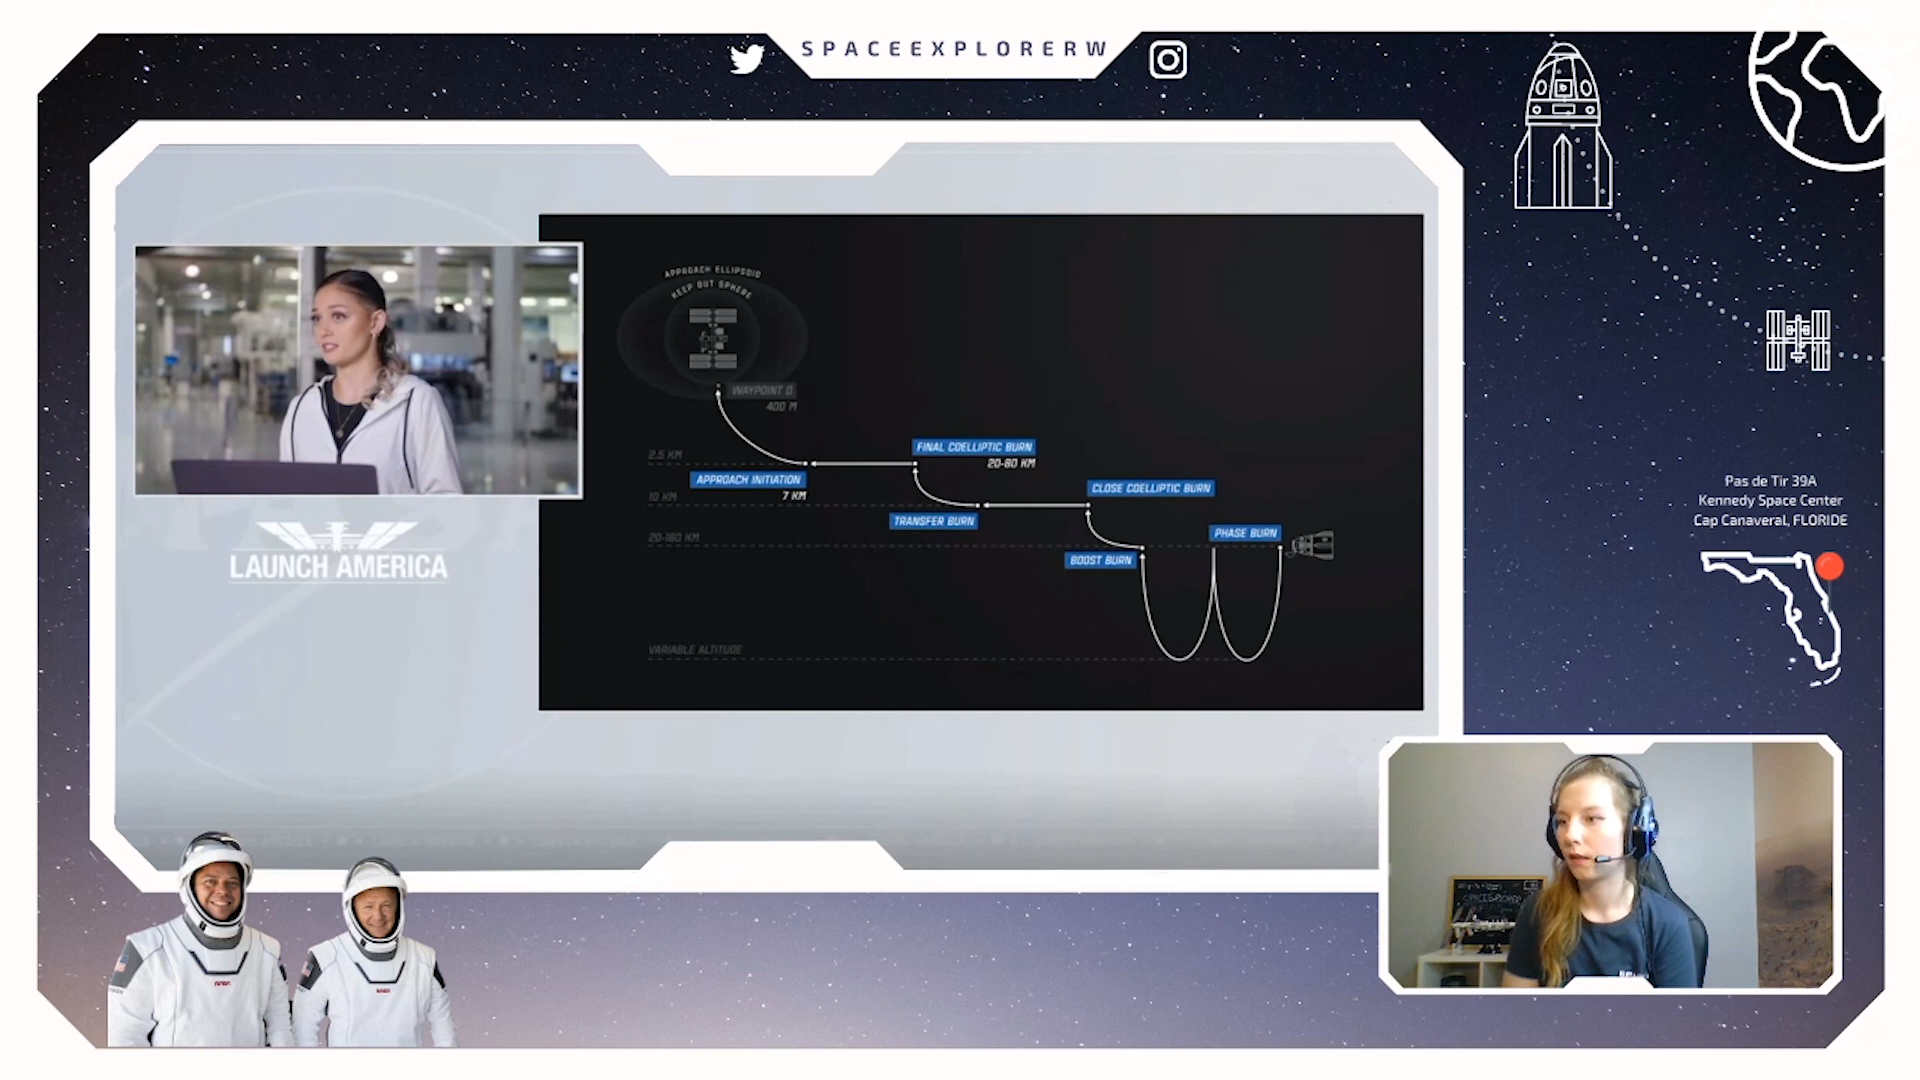 SPACEEXPLORERW
APPROACH ELLIPSOID
KEEP OUT SPHERE
WAYPOINT 0
400 M
2.5 KM
FINAL COELLIPTIC BURN
20-80 KM
APPROACH INITIATION
7 KM
10 KM
CLOSE COELLIPTIC BURN
TRANSFER BURN
20-160 KM
PHASE BURN
BOOST BURN
VARIABLE ALTITUDE
LAUNCH AMERICA
Pas de Tir 39A
Kennedy Space Center
Cap Canaveral, FLORIDE
NASA
NASA